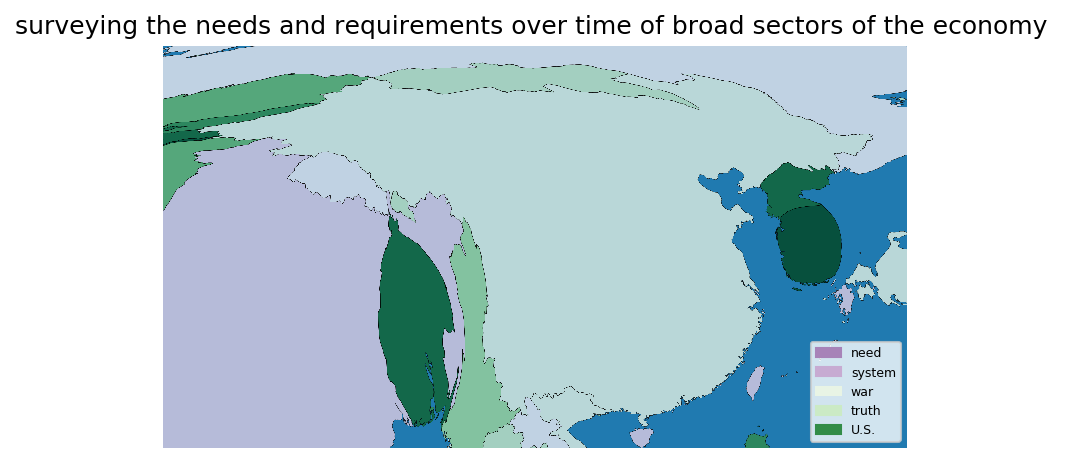 surveying the needs and requirements over time of broad sectors of the economy
need
system
war
truth
U.S.